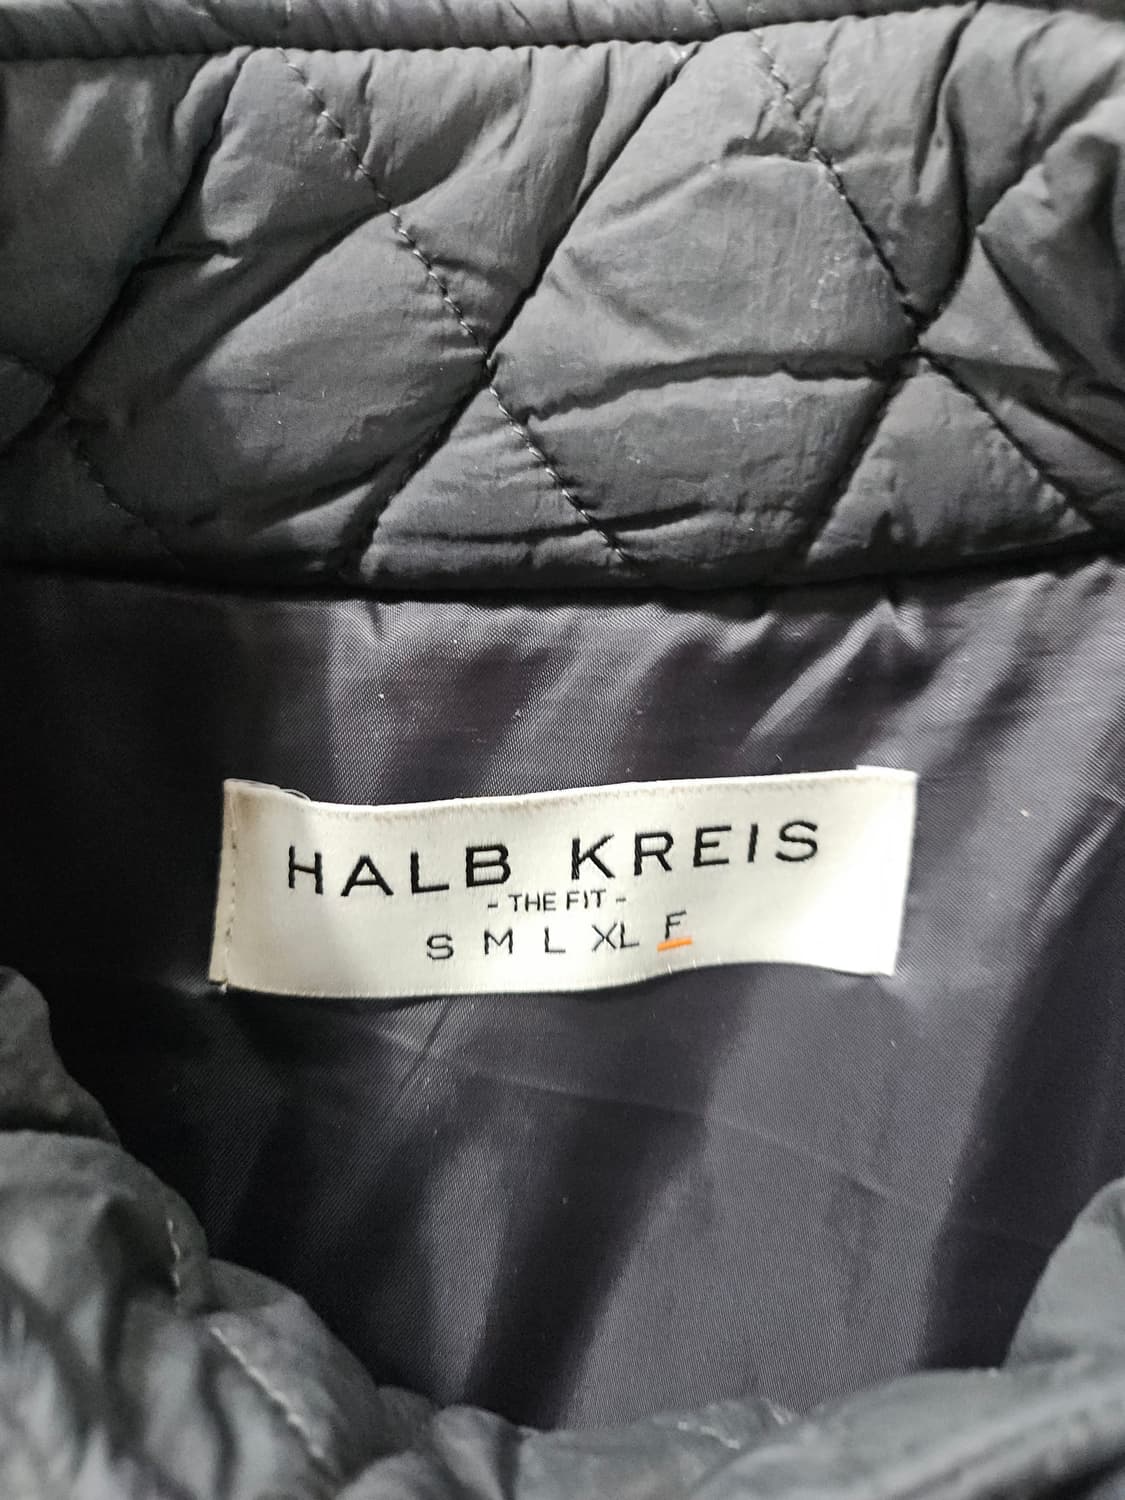 HALB KREIS
- THE FIT -
S M L XL F